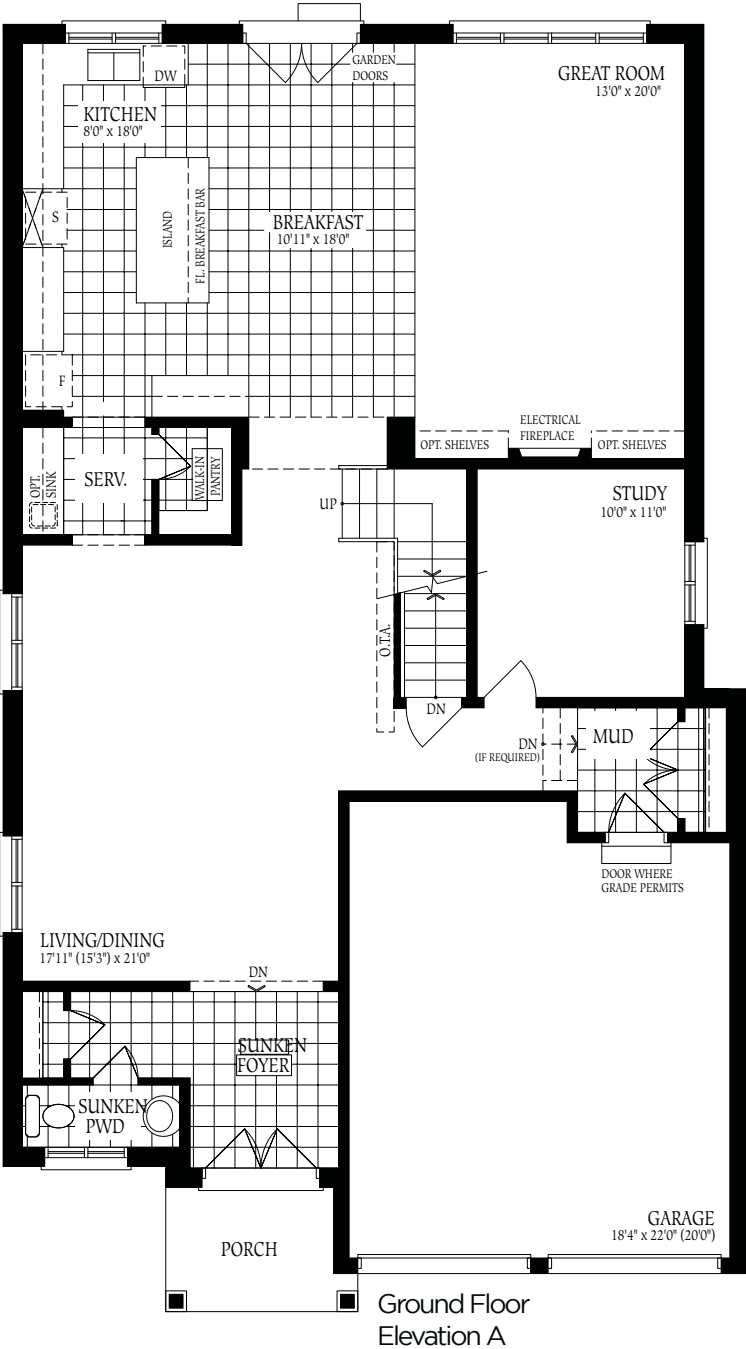 GARDEN
DOORS
DW
GREAT ROOM
13'0" x 20'0"
KITCHEN
8'0" x 18'0"
S
ISLAND
FL. BREAKFAST BAR
BREAKFAST
10'11" x 18'0"
F
ELECTRICAL
FIREPLACE
OPT. SHELVES
OPT. SHELVES
OPT.
SINK
SERV.
WALK-IN
PANTRY
UP
STUDY
10'0" x 11'0"
O.T.A.
DN
DN
(IF REQUIRED)
MUD
DOOR WHERE
GRADE PERMITS
LIVING/DINING
17'11" (15'3") x 21'0"
DN
SUNKEN
FOYER
SUNKEN
PWD
PORCH
GARAGE
18'4" x 22'0" (20'0")
Ground Floor
Elevation A